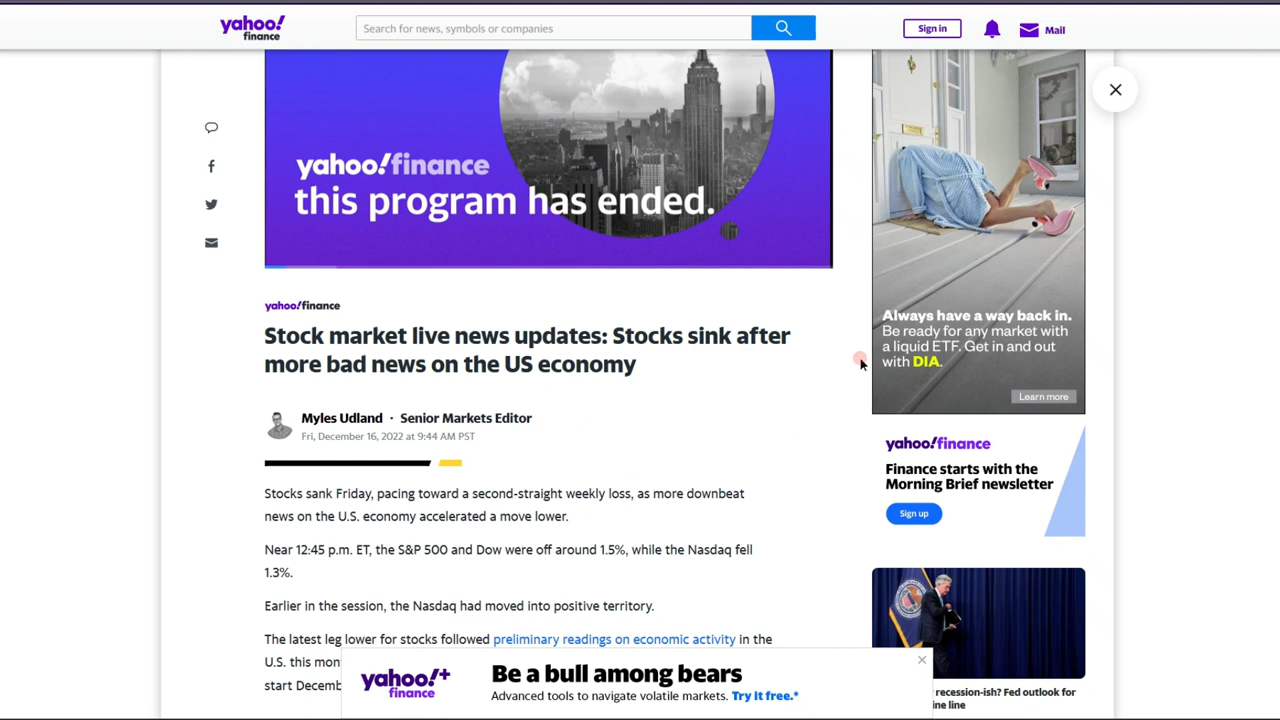 yahoo!
finance
Search for news, symbols or companies
Sign in
Mail
yahoo!finance
this program has ended.
yahoo!finance
Stock market live news updates: Stocks sink after
more bad news on the US economy
Myles Udland · Senior Markets Editor
Fri, December 16, 2022 at 9:44 AM PST
Stocks sank Friday, pacing toward a second-straight weekly loss, as more downbeat
news on the U.S. economy accelerated a move lower.
Near 12:45 p.m. ET, the S&P 500 and Dow were off around 1.5%, while the Nasdaq fell
1.3%.
Earlier in the session, the Nasdaq had moved into positive territory.
The latest leg lower for stocks followed preliminary readings on economic activity in the
U.S. this mon
start Decemb
Always have a way back in.
Be ready for any market with
a liquid ETF. Get in and out
with DIA.
Learn more
yahoo!finance
Finance starts with the
Morning Brief newsletter
Sign up
recession-ish? Fed outlook for
ine line
yahoo!+
finance
Be a bull among bears
Advanced tools to navigate volatile markets. Try it free.*